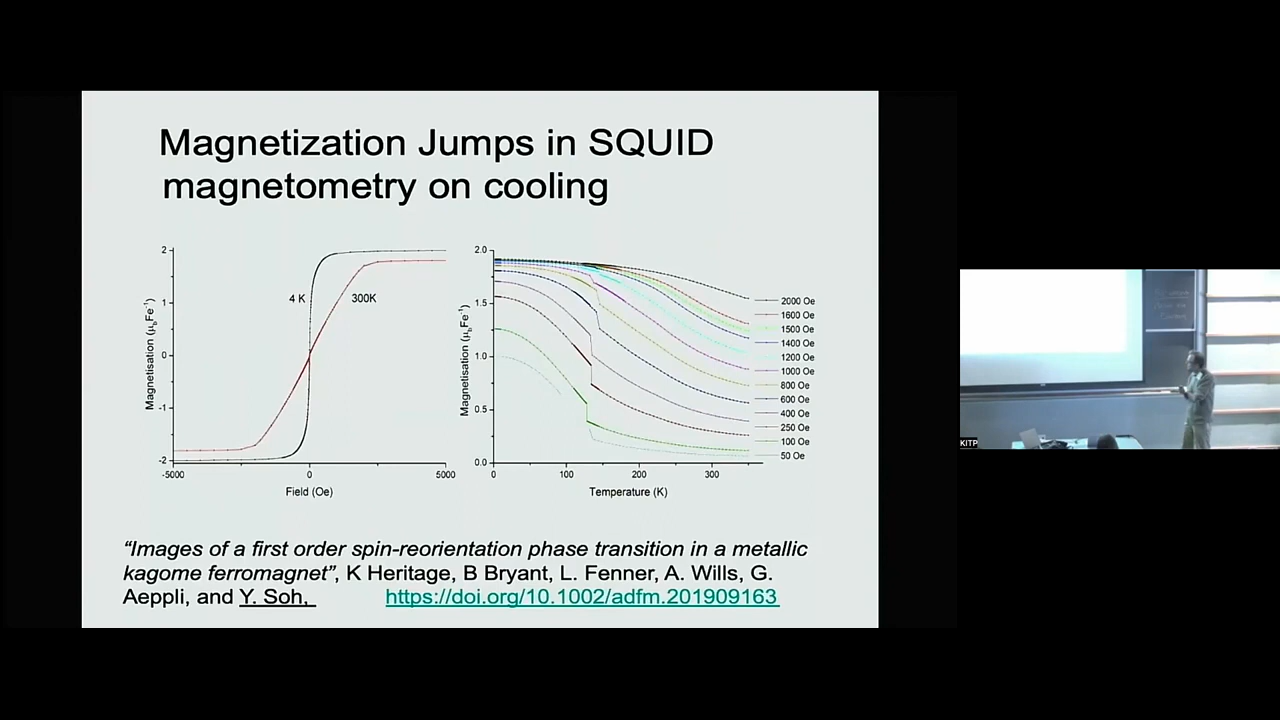 Magnetization Jumps in SQUID
magnetometry on cooling
2
1
0
-1
-2
Magnetisation (μbFe⁻¹)
4 K
300K
-5000
0
5000
Field (Oe)
2.0
1.5
1.0
0.5
0.0
Magnetisation (μbFe⁻¹)
0
100
200
300
Temperature (K)
2000 Oe
1600 Oe
1500 Oe
1400 Oe
1200 Oe
1000 Oe
800 Oe
600 Oe
400 Oe
250 Oe
100 Oe
50 Oe
“Images of a first order spin-reorientation phase transition in a metallic
kagome ferromagnet”, K Heritage, B Bryant, L. Fenner, A. Wills, G.
Aeppli, and Y. Soh, https://doi.org/10.1002/adfm.201909163
KITP